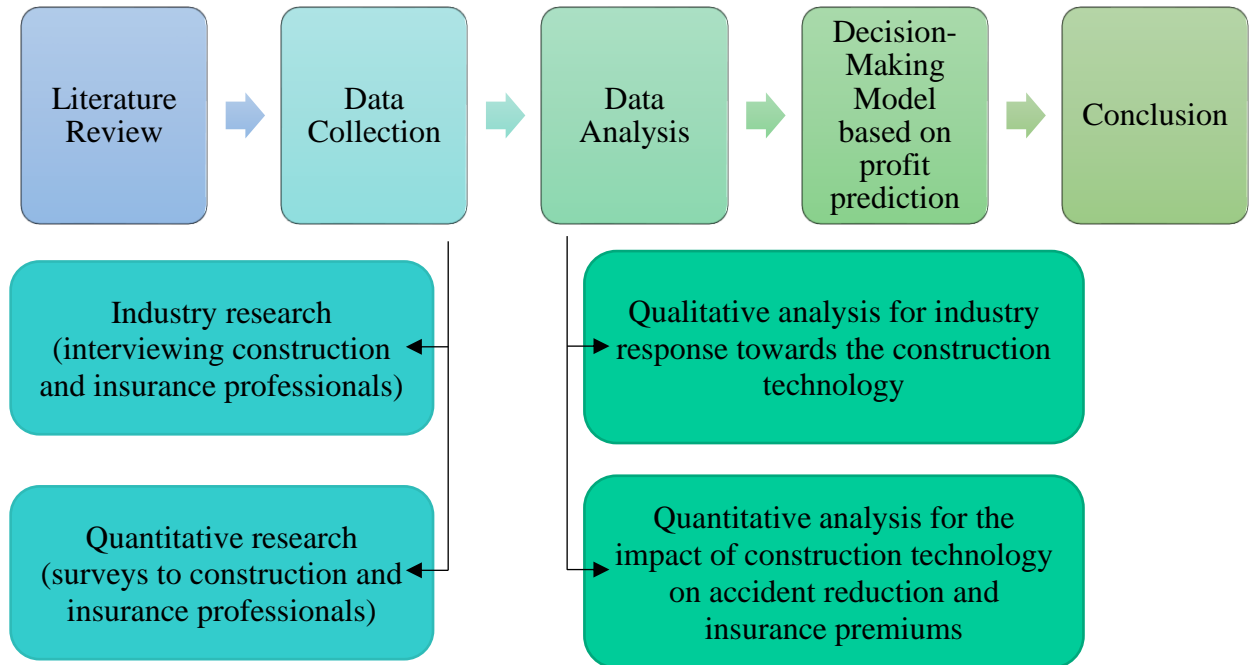 Literature
Review
Data
Collection
Data
Analysis
Decision-
Making
Model
based on
profit
prediction
Conclusion
Industry research
(interviewing construction
and insurance professionals)
Qualitative analysis for industry
response towards the construction
technology
Quantitative research
(surveys to construction and
insurance professionals)
Quantitative analysis for the
impact of construction technology
on accident reduction and
insurance premiums